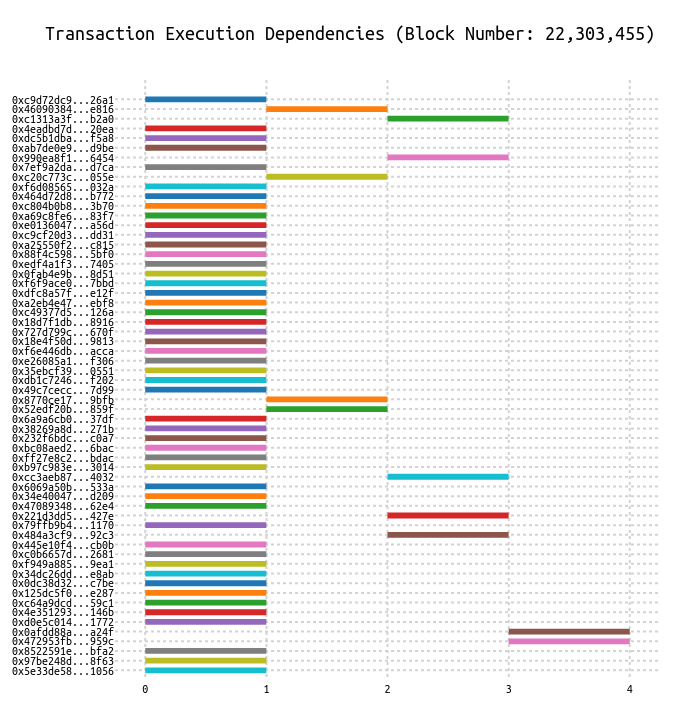 Transaction Execution Dependencies (Block Number: 22,303,455)
0xc9d72dc9...26a1
0x46090384...e816
0xc1313a3f...b2a0
0x4eadbd7d...20ea
0xdc5b1dba...f5a8
0xab7de0e9...d9be
0x990ea8f1...6454
0x7ef9a2da...d7ca
0xc20c773c...055e
0xf6d08565...032a
0x464d72d8...b772
0xc804b0b8...3b70
0xa69c8fe6...83f7
0xe0136047...a56d
0xc9cf20d3...dd31
0xa25550f2...c815
0x88f4c598...5bf0
0xedf4a1f3...7405
0x0fab4e9b...8d51
0xf6f9ace0...7bbd
0xdfc8a57f...e12f
0xa2eb4e47...ebf8
0xc49377d5...126a
0x18d7f1db...8916
0x727d799c...670f
0x18e4f50d...9813
0xf6e446db...acca
0xe26085a1...f306
0x35ebcf39...0551
0xdb1c7246...f202
0x49c7cecc...7d99
0x8770ce17...9bfb
0x52edf20b...859f
0x6a9a6cb0...37df
0x38269a8d...271b
0x232f6bdc...c0a7
0xbc08aed2...6bac
0xff27e8c2...bdac
0xb97c983e...3014
0xcc3aeb87...4032
0x6069a50b...533a
0x34e40047...d209
0x47089348...62e4
0x221d3dd5...427e
0x79ffb9b4...1170
0x484a3cf9...92c3
0x445e10f4...cb0b
0xc0b6657d...2681
0xf949a885...9ea1
0x34dc26dd...e8ab
0x0dc38d32...c7be
0x125dc5f0...e287
0xc64a9dcd...59c1
0x4e351293...146b
0xd0e5c014...1772
0x0afdd88a...a24f
0x472953fb...959c
0x8522591e...bfa2
0x97be248d...8f63
0x5e33de58...1056
0 1 2 3 4